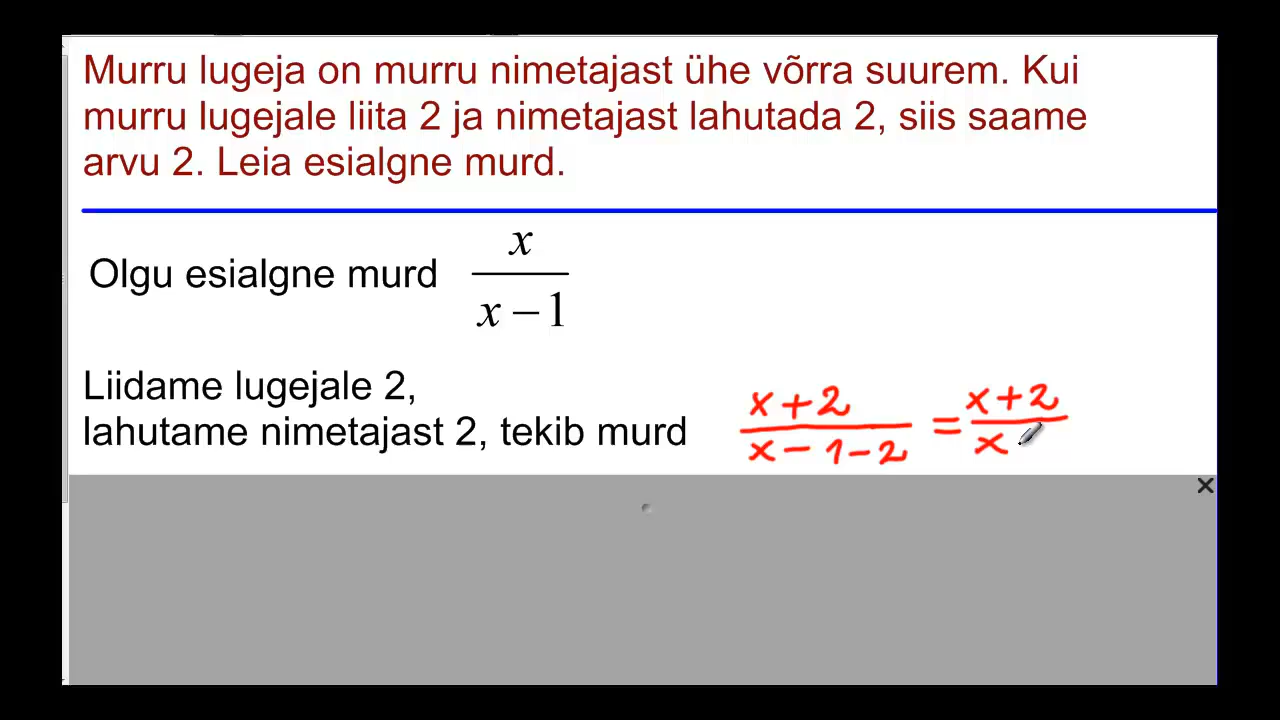 Murru lugeja on murru nimetajast ühe võrra suurem. Kui
murru lugejale liita 2 ja nimetajast lahutada 2, siis saame
arvu 2. Leia esialgne murd.
Olgu esialgne murd x / (x − 1)
Liidame lugejale 2,
lahutame nimetajast 2, tekib murd (x+2) / (x−1−2) = (x+2) / x